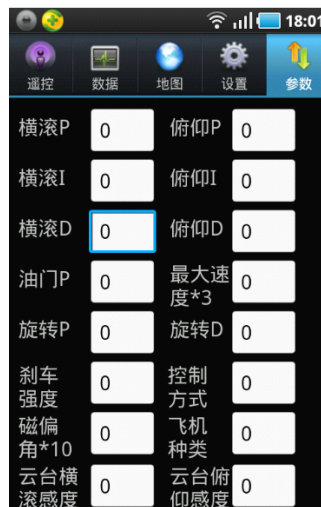 18:01
遥控 数据 地图 设置 参数
横滚P 0 俯仰P 0
横滚I 0 俯仰I 0
横滚D 0 俯仰D 0
油门P 0 最大速
度*3 0
旋转P 0 旋转D 0
刹车 0 控制 0
强度 方式
磁偏 0 飞机 0
角*10 种类
云台横 0 云台俯 0
滚感度 仰感度